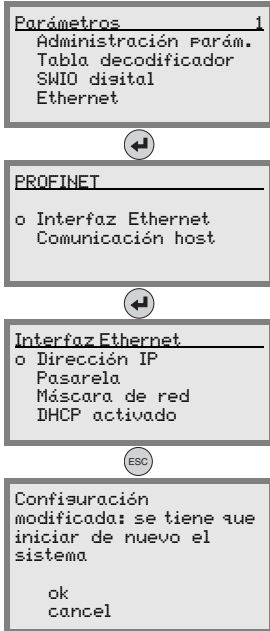 Parámetros 1
Administración parám.
Tabla decodificador
SWIO digital
Ethernet
PROFINET
o Interfaz Ethernet
Comunicación host
Interfaz Ethernet
o Dirección IP
Pasarela
Máscara de red
DHCP activado
ESC
Configuración
modificada: se tiene que
iniciar de nuevo el
sistema
ok
cancel